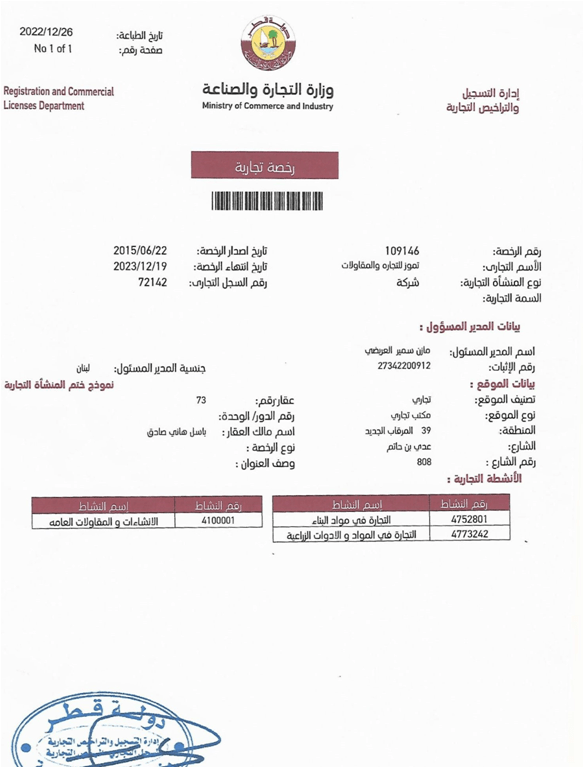 تاريخ الطباعة: 2022/12/26
صفحة رقم: No 1 of 1
دولة قطر
Registration and Commercial
Licenses Department
وزارة التجارة والصناعة
Ministry of Commerce and Industry
إدارة التسجيل
والتراخيص التجارية
رخصة تجارية
رقم الرخصة: 109146 تاريخ اصدار الرخصة: 2015/06/22
الأسم التجارى: تموز للتجاره والمقاولات تاريخ انتهاء الرخصة: 2023/12/19
نوع المنشأة التجارية: شركة رقم السجل التجارى: 72142
السمة التجارية:
بيانات المدير المسؤول :
اسم المدير المسئول: مازن سمير العريضي
رقم الإثبات: 27342200912 جنسية المدير المسئول: لبنان
بيانات الموقع : نموذج ختم المنشأة التجارية
تصنيف الموقع: تجاري عقار رقم: 73
نوع الموقع: مكتب تجاري رقم الدور/ الوحدة:
المنطقة: 39 المرقاب الجديد اسم مالك العقار : باسل هاني صادق
الشارع: عدي بن حاتم نوع الرخصة :
رقم الشارع : 808 وصف العنوان :
الأنشطة التجارية :
رقم النشاط إسم النشاط رقم النشاط إسم النشاط
4752801 التجارة في مواد البناء 4100001 الانشاءات و المقاولات العامه
4773242 التجارة في المواد و الادوات الزراعية
دولة قطر
إدارة التسجيل والتراخيص التجارية